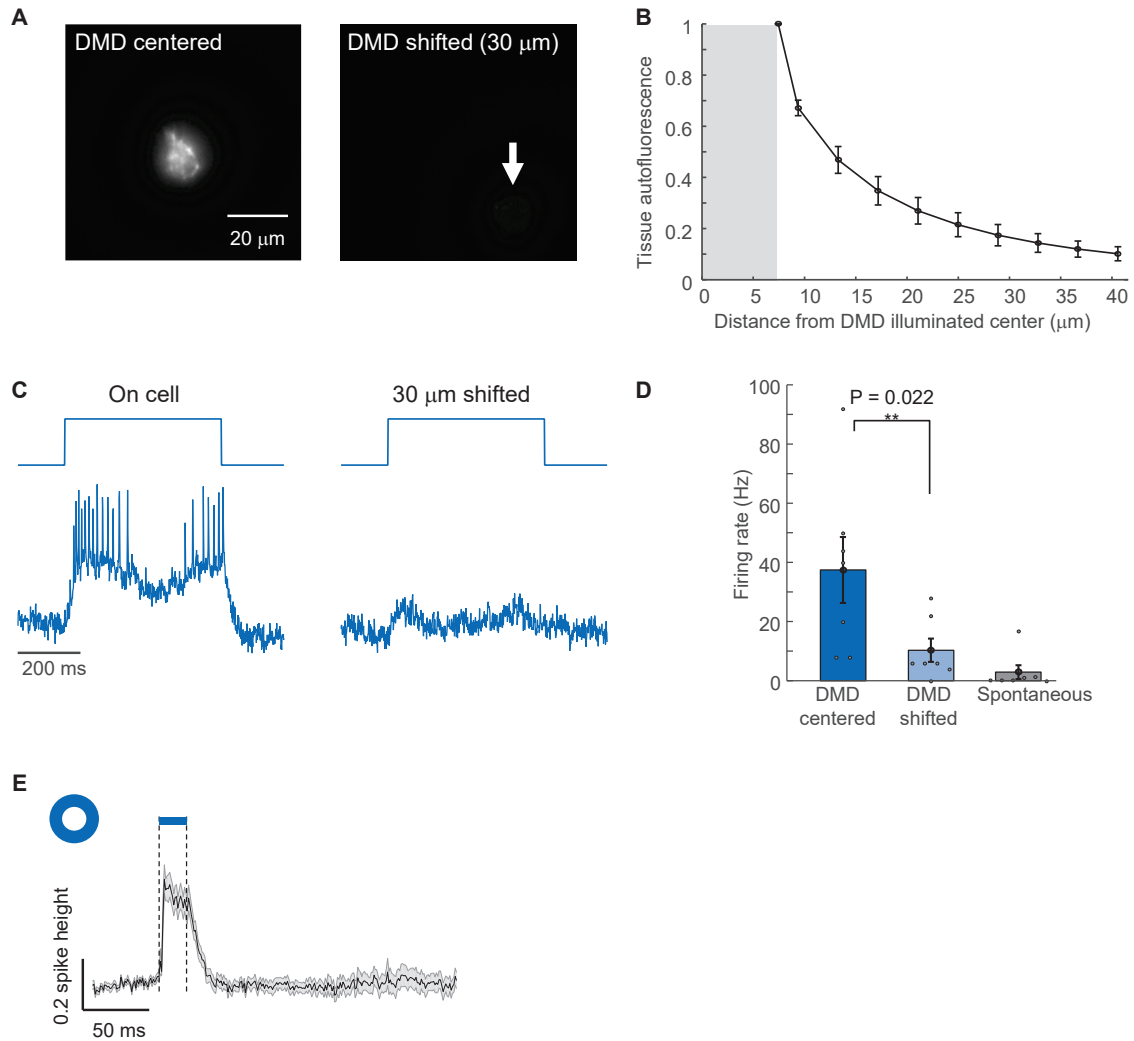 A
DMD centered
20 μm
DMD shifted (30 μm)
B
Tissue autofluorescence
1
0.8
0.6
0.4
0.2
0
0 5 10 15 20 25 30 35 40
Distance from DMD illuminated center (μm)
C
On cell
30 μm shifted
200 ms
D
Firing rate (Hz)
100
80
60
40
20
0
P = 0.022
**
DMD
centered
DMD
shifted
Spontaneous
E
0.2 spike height
50 ms